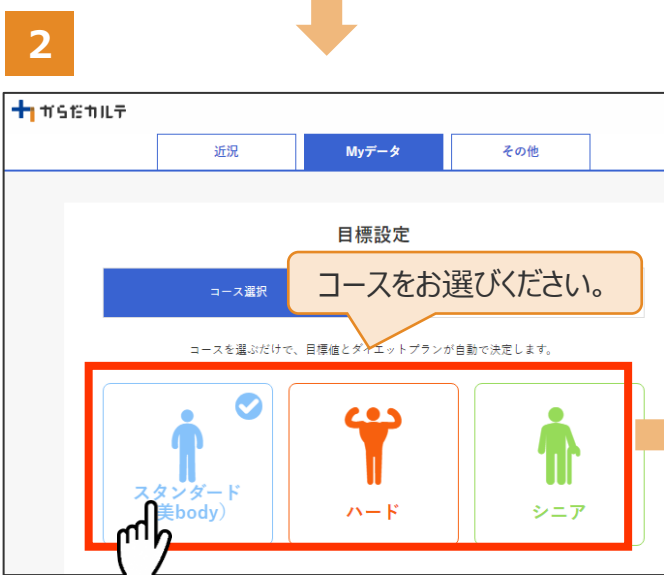 2
からだカルテ
近況
Myデータ
その他
目標設定
コース選択
コースをお選びください。
コースを選ぶだけで、目標値とダイエットプランが自動で決定します。
スタンダード
美body）
ハード
シニア